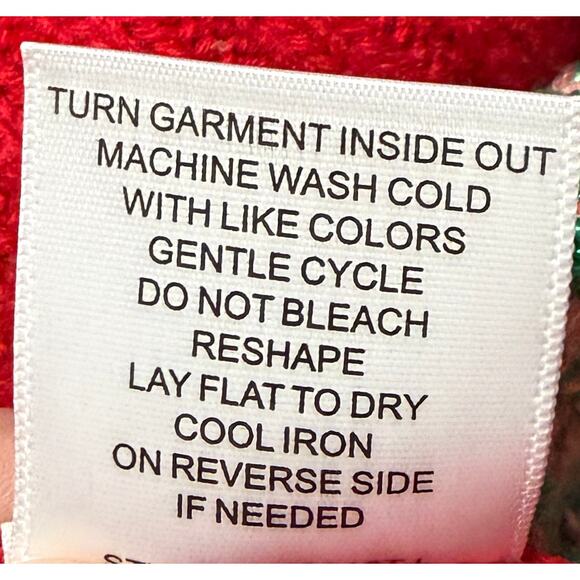 TURN GARMENT INSIDE OUT
MACHINE WASH COLD
WITH LIKE COLORS
GENTLE CYCLE
DO NOT BLEACH
RESHAPE
LAY FLAT TO DRY
COOL IRON
ON REVERSE SIDE
IF NEEDED